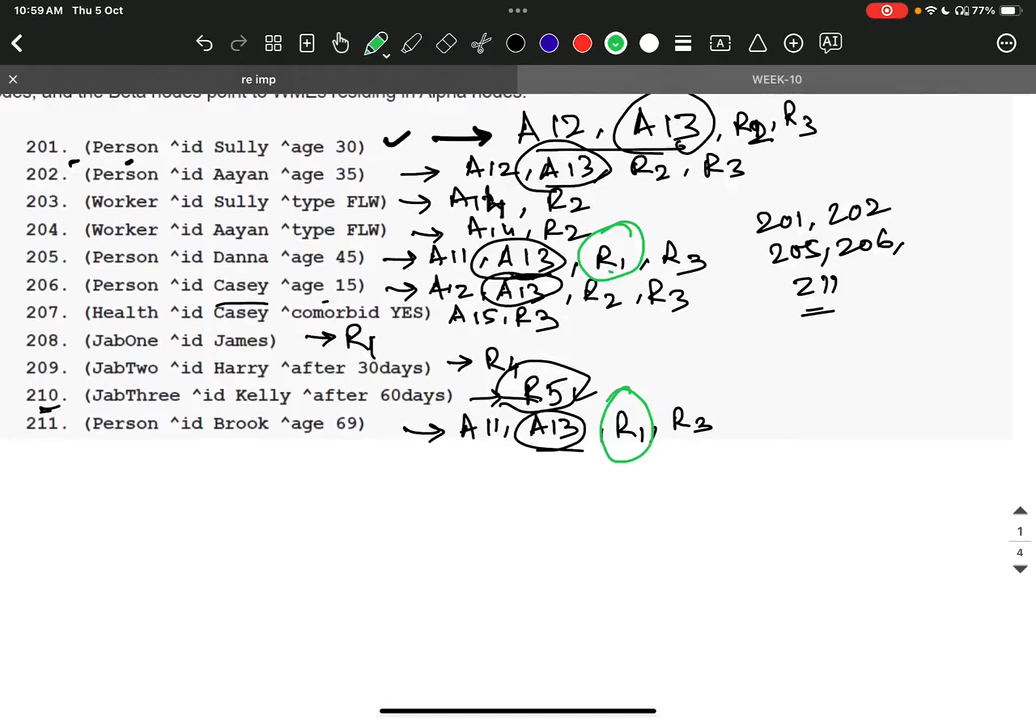 10:59 AM Thu 5 Oct 77%
re imp WEEK-10
odes, and the Beta nodes point to WMEs residing in Alpha nodes.
201. (Person ^id Sully ^age 30) A12, A13, R2, R3
202. (Person ^id Aayan ^age 35) A12, A13, R2, R3
203. (Worker ^id Sully ^type FLW) A14, R2
204. (Worker ^id Aayan ^type FLW) A14, R2
201, 202
205, 206,
211
205. (Person ^id Danna ^age 45) A11, A13, R1, R3
206. (Person ^id Casey ^age 15) A12, A13, R2, R3
207. (Health ^id Casey ^comorbid YES) A15, R3
208. (JabOne ^id James) R4
209. (JabTwo ^id Harry ^after 30days) R4
210. (JabThree ^id Kelly ^after 60days) R5
211. (Person ^id Brook ^age 69) A11, A13, R1, R3
1
4